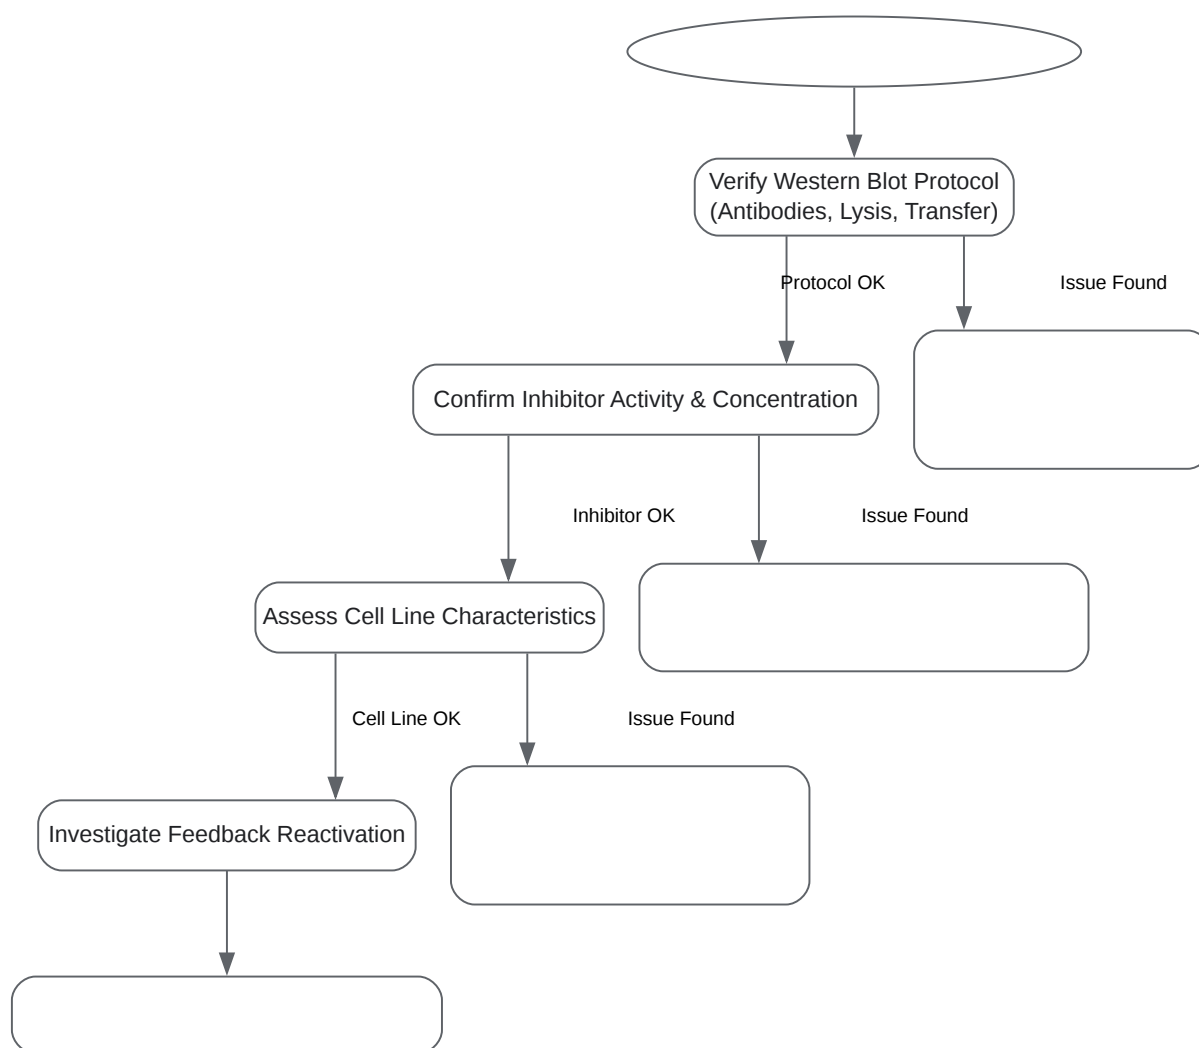 Verify Western Blot Protocol
(Antibodies, Lysis, Transfer)
Protocol OK
Issue Found
Confirm Inhibitor Activity & Concentration
Inhibitor OK
Issue Found
Assess Cell Line Characteristics
Cell Line OK
Issue Found
Investigate Feedback Reactivation